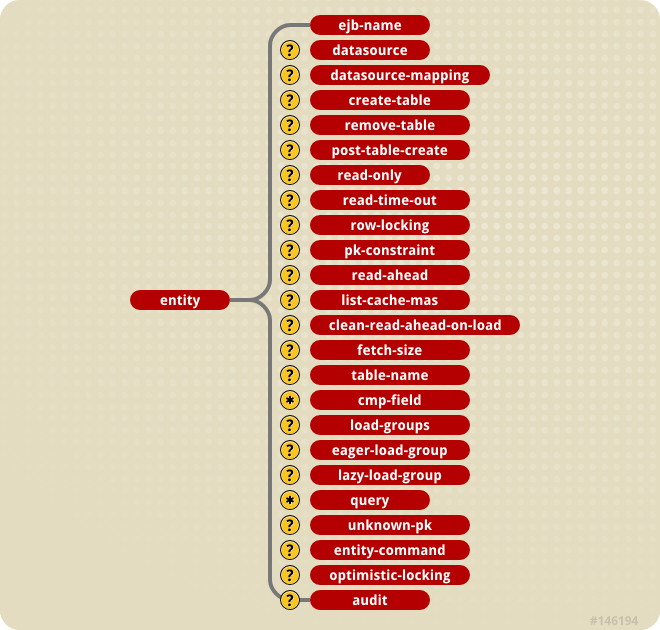 ejb-name
? datasource
? datasource-mapping
? create-table
? remove-table
? post-table-create
? read-only
? read-time-out
? row-locking
? pk-constraint
? read-ahead
entity ? list-cache-mas
? clean-read-ahead-on-load
? fetch-size
? table-name
* cmp-field
? load-groups
? eager-load-group
? lazy-load-group
* query
? unknown-pk
? entity-command
? optimistic-locking
? audit
#146194